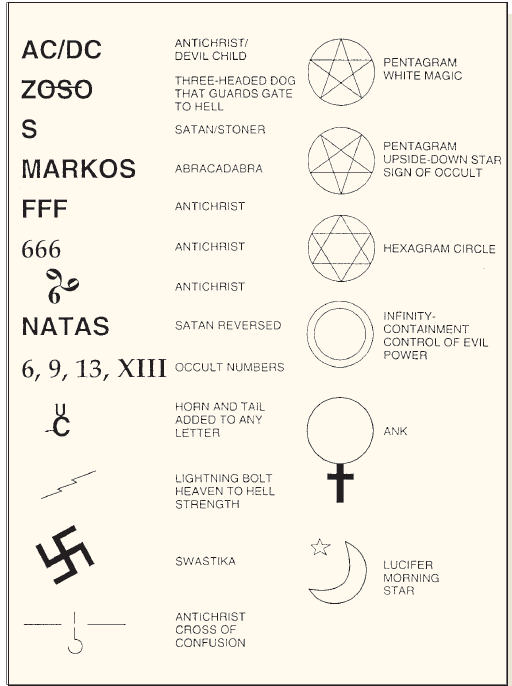 AC/DC
ANTICHRIST/
DEVIL CHILD
ZOSO
THREE-HEADED DOG
THAT GUARDS GATE
TO HELL
S
SATAN/STONER
MARKOS
ABRACADABRA
FFF
ANTICHRIST
666
ANTICHRIST
6
ANTICHRIST
NATAS
SATAN REVERSED
6, 9, 13, XIII
OCCULT NUMBERS
U
C
HORN AND TAIL
ADDED TO ANY
LETTER
LIGHTNING BOLT
HEAVEN TO HELL
STRENGTH
SWASTIKA
ANTICHRIST
CROSS OF
CONFUSION
PENTAGRAM
WHITE MAGIC
PENTAGRAM
UPSIDE-DOWN STAR
SIGN OF OCCULT
HEXAGRAM CIRCLE
INFINITY-
CONTAINMENT
CONTROL OF EVIL
POWER
ANK
LUCIFER
MORNING
STAR